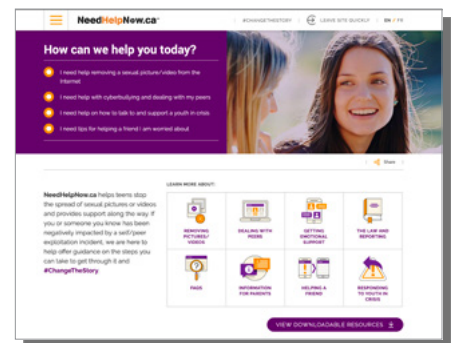 NeedHelpNow.ca
#CHANGETHESTORY
LEAVE SITE QUICKLY
EN / FR
How can we help you today?
I need help removing a sexual picture/video from the
Internet
I need help with cyberbullying and dealing with my peers
I need help on how to talk to and support a youth in crisis
I need tips for helping a friend I am worried about
Share
NeedHelpNow.ca helps teens stop
the spread of sexual pictures or videos
and provides support along the way. If
you or someone you know has been
negatively impacted by a self/peer
exploitation incident, we are here to
help offer guidance on the steps you
can take to get through it and
#ChangeTheStory.
LEARN MORE ABOUT:
REMOVING
PICTURES/
VIDEOS
DEALING WITH
PEERS
GETTING
EMOTIONAL
SUPPORT
THE LAW AND
REPORTING
FAQS
INFORMATION
FOR PARENTS
HELPING A
FRIEND
RESPONDING
TO YOUTH IN
CRISIS
VIEW DOWNLOADABLE RESOURCES